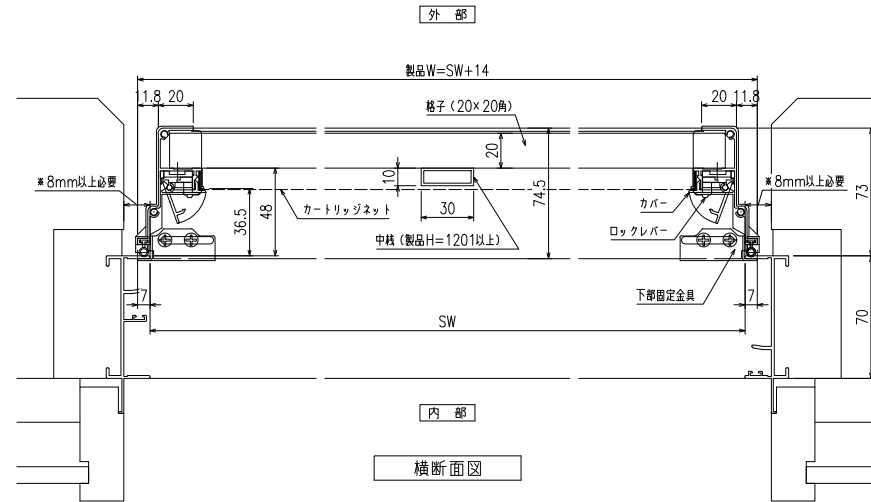 外 部
製品W=SW+14
11.8
20
20
11.8
格子(20×20角)
20
10
※8mm以上必要
※8mm以上必要
カバー
カートリッジネット
30
74.5
73
36.5
48
ロックレバー
中桟(製品H=1201以上)
下部固定金具
7
7
SW
70
内 部
横断面図